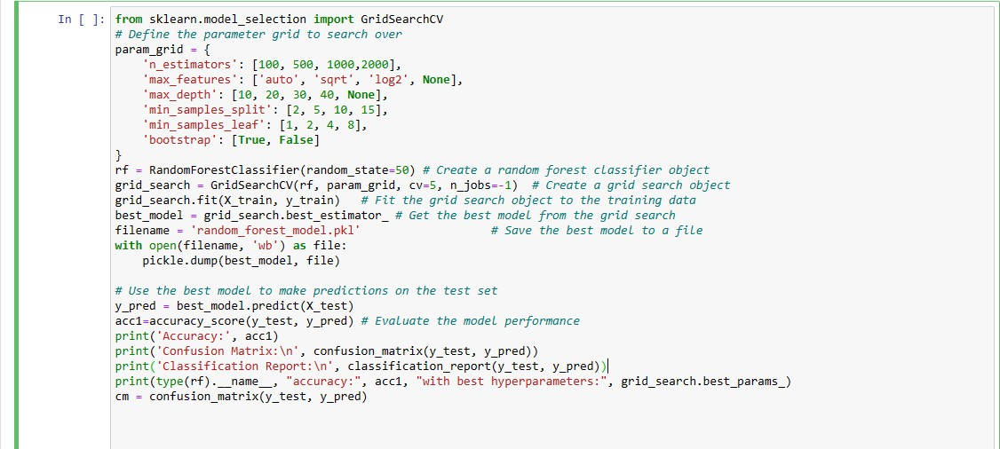 In [ ]: from sklearn.model_selection import GridSearchCV
# Define the parameter grid to search over
param_grid = {
    'n_estimators': [100, 500, 1000,2000],
    'max_features': ['auto', 'sqrt', 'log2', None],
    'max_depth': [10, 20, 30, 40, None],
    'min_samples_split': [2, 5, 10, 15],
    'min_samples_leaf': [1, 2, 4, 8],
    'bootstrap': [True, False]
}
rf = RandomForestClassifier(random_state=50) # Create a random forest classifier object
grid_search = GridSearchCV(rf, param_grid, cv=5, n_jobs=-1)  # Create a grid search object
grid_search.fit(X_train, y_train)   # Fit the grid search object to the training data
best_model = grid_search.best_estimator_ # Get the best model from the grid search
filename = 'random_forest_model.pkl'                   # Save the best model to a file
with open(filename, 'wb') as file:
    pickle.dump(best_model, file)

# Use the best model to make predictions on the test set
y_pred = best_model.predict(X_test)
acc1=accuracy_score(y_test, y_pred) # Evaluate the model performance
print('Accuracy:', acc1)
print('Confusion Matrix:\n', confusion_matrix(y_test, y_pred))
print('Classification Report:\n', classification_report(y_test, y_pred))
print(type(rf).__name__, "accuracy:", acc1, "with best hyperparameters:", grid_search.best_params_)
cm = confusion_matrix(y_test, y_pred)